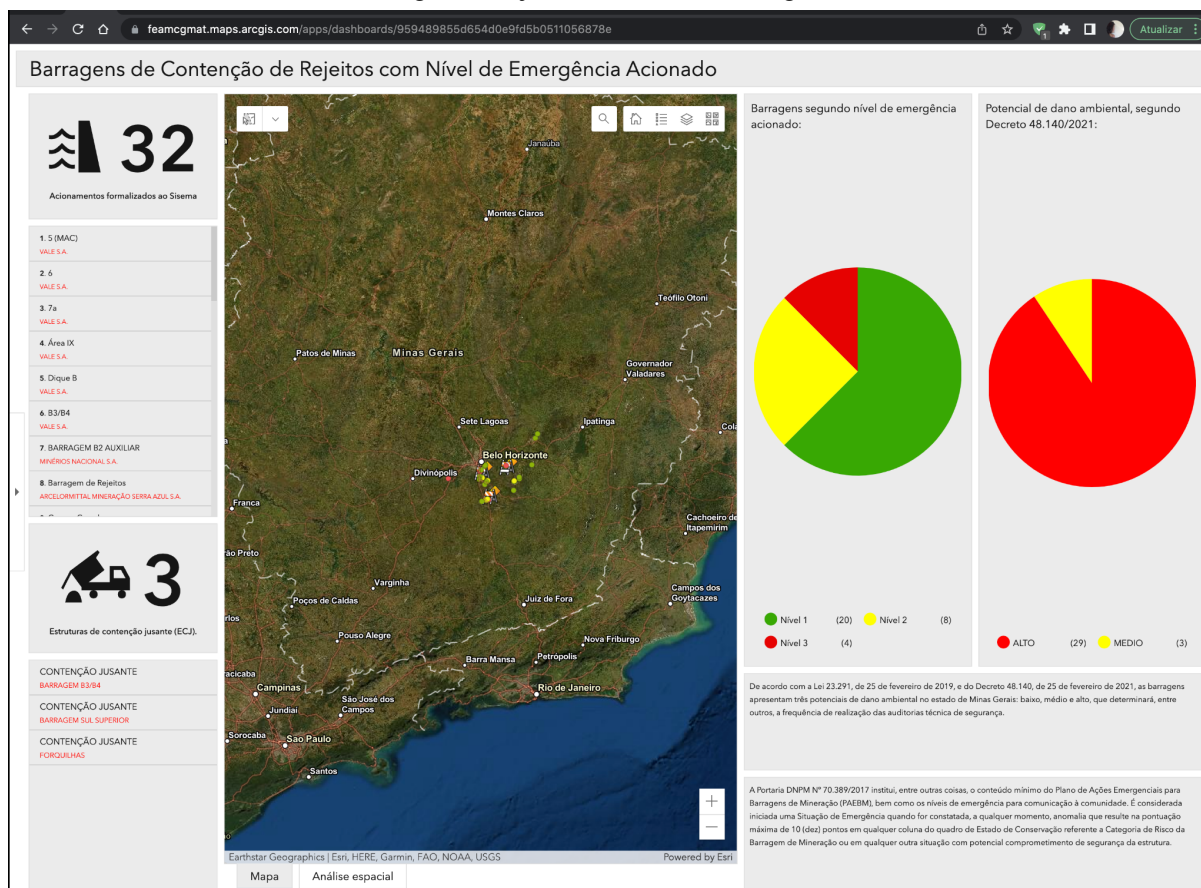 feamcgmat.maps.arcgis.com/apps/dashboards/959489855d654d0e9fd5b0511056878e
1
Atualizar
Barragens de Contenção de Rejeitos com Nível de Emergência Acionado
32
Acionamentos formalizados ao Sisema
1. 5 (MAC)
VALE S.A.
2. 6
VALE S.A.
3. 7a
VALE S.A.
4. Área IX
VALE S.A.
5. Dique B
VALE S.A.
6. B3/B4
VALE S.A.
7. BARRAGEM B2 AUXILIAR
MINÉRIOS NACIONAL S.A.
8. Barragem de Rejeitos
ARCELORMITTAL MINERAÇÃO SERRA AZUL S.A.
3
Estruturas de contenção jusante (ECJ).
CONTENÇÃO JUSANTE
BARRAGEM B3/B4
CONTENÇÃO JUSANTE
BARRAGEM SUL SUPERIOR
CONTENÇÃO JUSANTE
FORQUILHAS
Janaúba
Montes Claros
Teófilo Otoni
Patos de Minas
Minas Gerais
Governador
Valadares
Sete Lagoas
Ipatinga
Cola
Belo Horizonte
Divinópolis
Franca
Cachoeiro de
Itapemirim
rão Preto
Varginha
Campos dos
Goytacazes
Poços de Caldas
Juiz de Fora
rlos
Pouso Alegre
Nova Friburgo
Barra Mansa
Petrópolis
racicaba
Campinas
São José dos
Campos
Rio de Janeiro
Jundiaí
Sorocaba
São Paulo
Santos
Earthstar Geographics | Esri, HERE, Garmin, FAO, NOAA, USGS
Powered by Esri
Mapa
Análise espacial
Barragens segundo nível de emergência
acionado:
Nível 1 (20) Nível 2 (8)
Nível 3 (4)
Potencial de dano ambiental, segundo
Decreto 48.140/2021:
ALTO (29) MEDIO (3)
De acordo com a Lei 23.291, de 25 de fevereiro de 2019, e do Decreto 48.140, de 25 de fevereiro de 2021, as barragens
apresentam três potenciais de dano ambiental no estado de Minas Gerais: baixo, médio e alto, que determinará, entre
outros, a frequência de realização das auditorias técnica de segurança.
A Portaria DNPM Nº 70.389/2017 institui, entre outras coisas, o conteúdo mínimo do Plano de Ações Emergenciais para
Barragens de Mineração (PAEBM), bem como os níveis de emergência para comunicação à comunidade. É considerada
iniciada uma Situação de Emergência quando for constatada, a qualquer momento, anomalia que resulte na pontuação
máxima de 10 (dez) pontos em qualquer coluna do quadro de Estado de Conservação referente a Categoria de Risco da
Barragem de Mineração ou em qualquer outra situação com potencial comprometimento de segurança da estrutura.